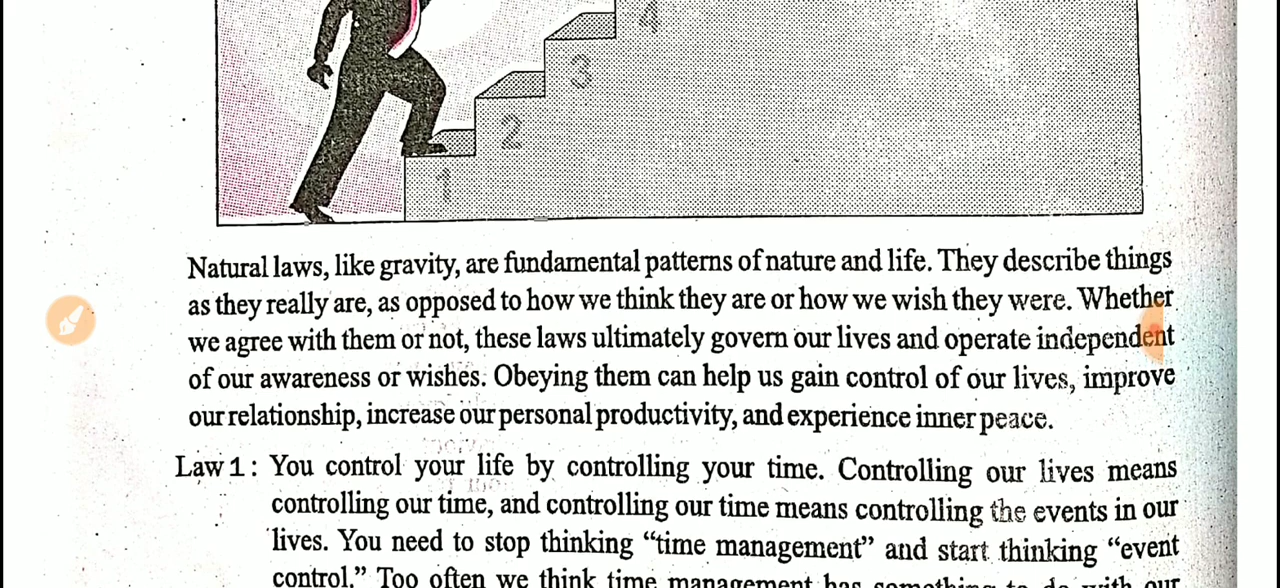 4
3
2
1
Natural laws, like gravity, are fundamental patterns of nature and life. They describe things
as they really are, as opposed to how we think they are or how we wish they were. Whether
we agree with them or not, these laws ultimately govern our lives and operate independent
of our awareness or wishes. Obeying them can help us gain control of our lives, improve
our relationship, increase our personal productivity, and experience inner peace.
Law 1 : You control your life by controlling your time. Controlling our lives means
controlling our time, and controlling our time means controlling the events in our
lives. You need to stop thinking “time management” and start thinking “event
control.” Too often we think time management has something to do with our